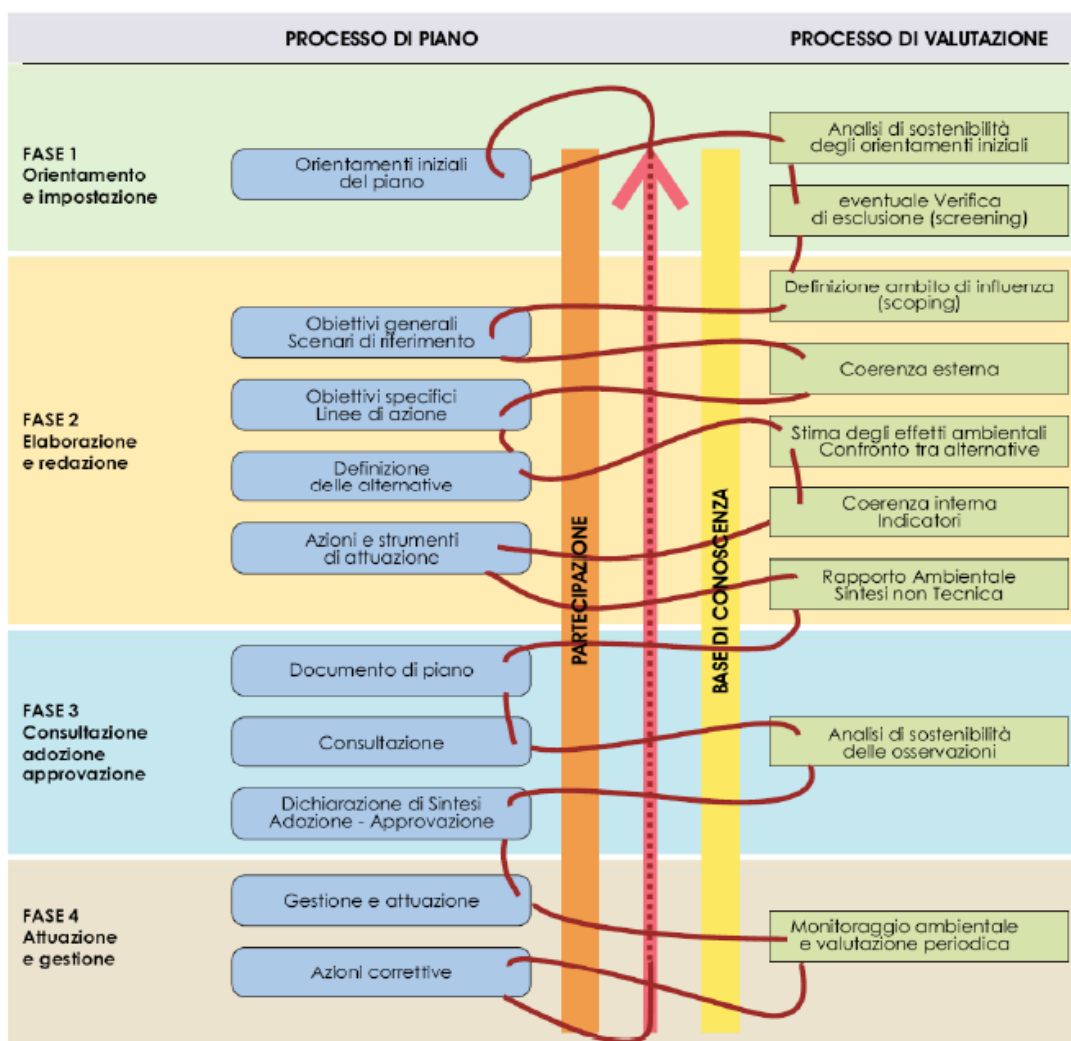 PROCESSO DI PIANO
PROCESSO DI VALUTAZIONE
FASE 1
Orientamento
e impostazione
Orientamenti iniziali
del piano
Analisi di sostenibilità
degli orientamenti iniziali
eventuale Verifica
di esclusione (screening)
FASE 2
Elaborazione
e redazione
Obiettivi generali
Scenari di riferimento
Obiettivi specifici
Linee di azione
Definizione
delle alternative
Azioni e strumenti
di attuazione
Definizione ambito di influenza
(scoping)
Coerenza esterna
Stima degli effetti ambientali
Confronto tra alternative
Coerenza interna
Indicatori
Rapporto Ambientale
Sintesi non Tecnica
PARTECIPAZIONE
BASE DI CONOSCENZA
FASE 3
Consultazione
adozione
approvazione
Documento di piano
Consultazione
Dichiarazione di Sintesi
Adozione - Approvazione
Analisi di sostenibilità
delle osservazioni
FASE 4
Attuazione
e gestione
Gestione e attuazione
Azioni correttive
Monitoraggio ambientale
e valutazione periodica